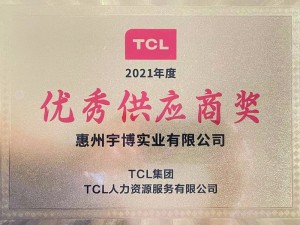 TCL
2021年度
优秀供应商奖
惠州宇博实业有限公司
TCL集团
TCL人力资源服务有限公司